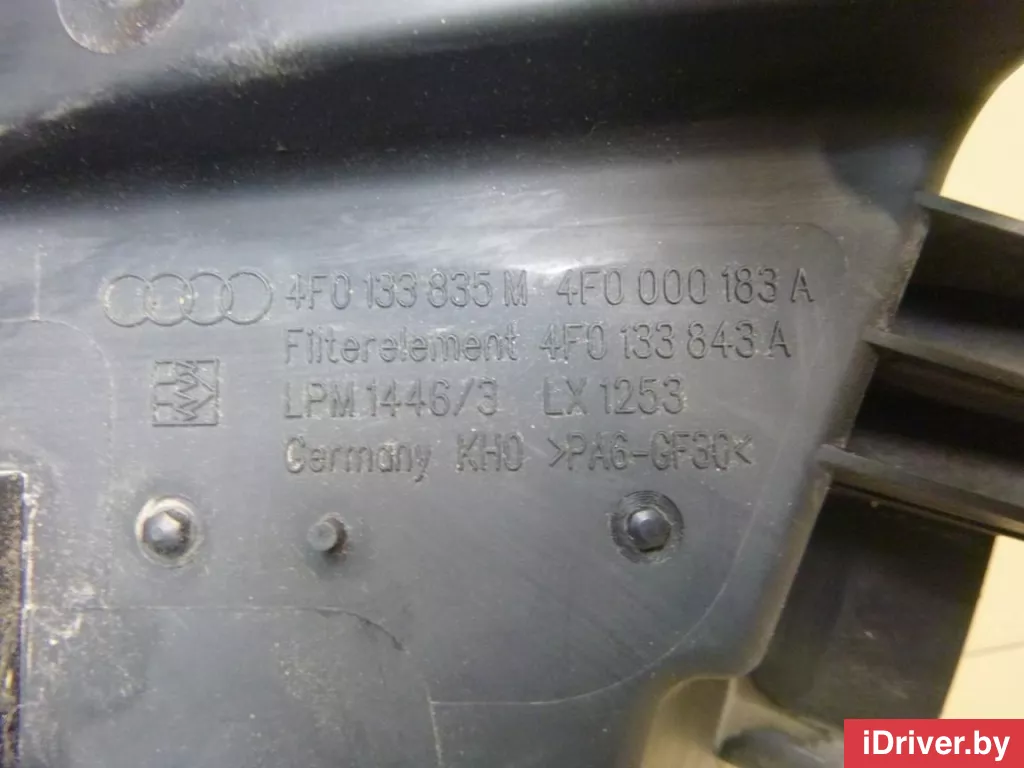 4F0 133 835 M 4F0 000 183 A
Filterelement 4F0 133 843 A
LPM 1446/3 LX 1253
Germany KHO >PA6-GF30<
iDriver.by